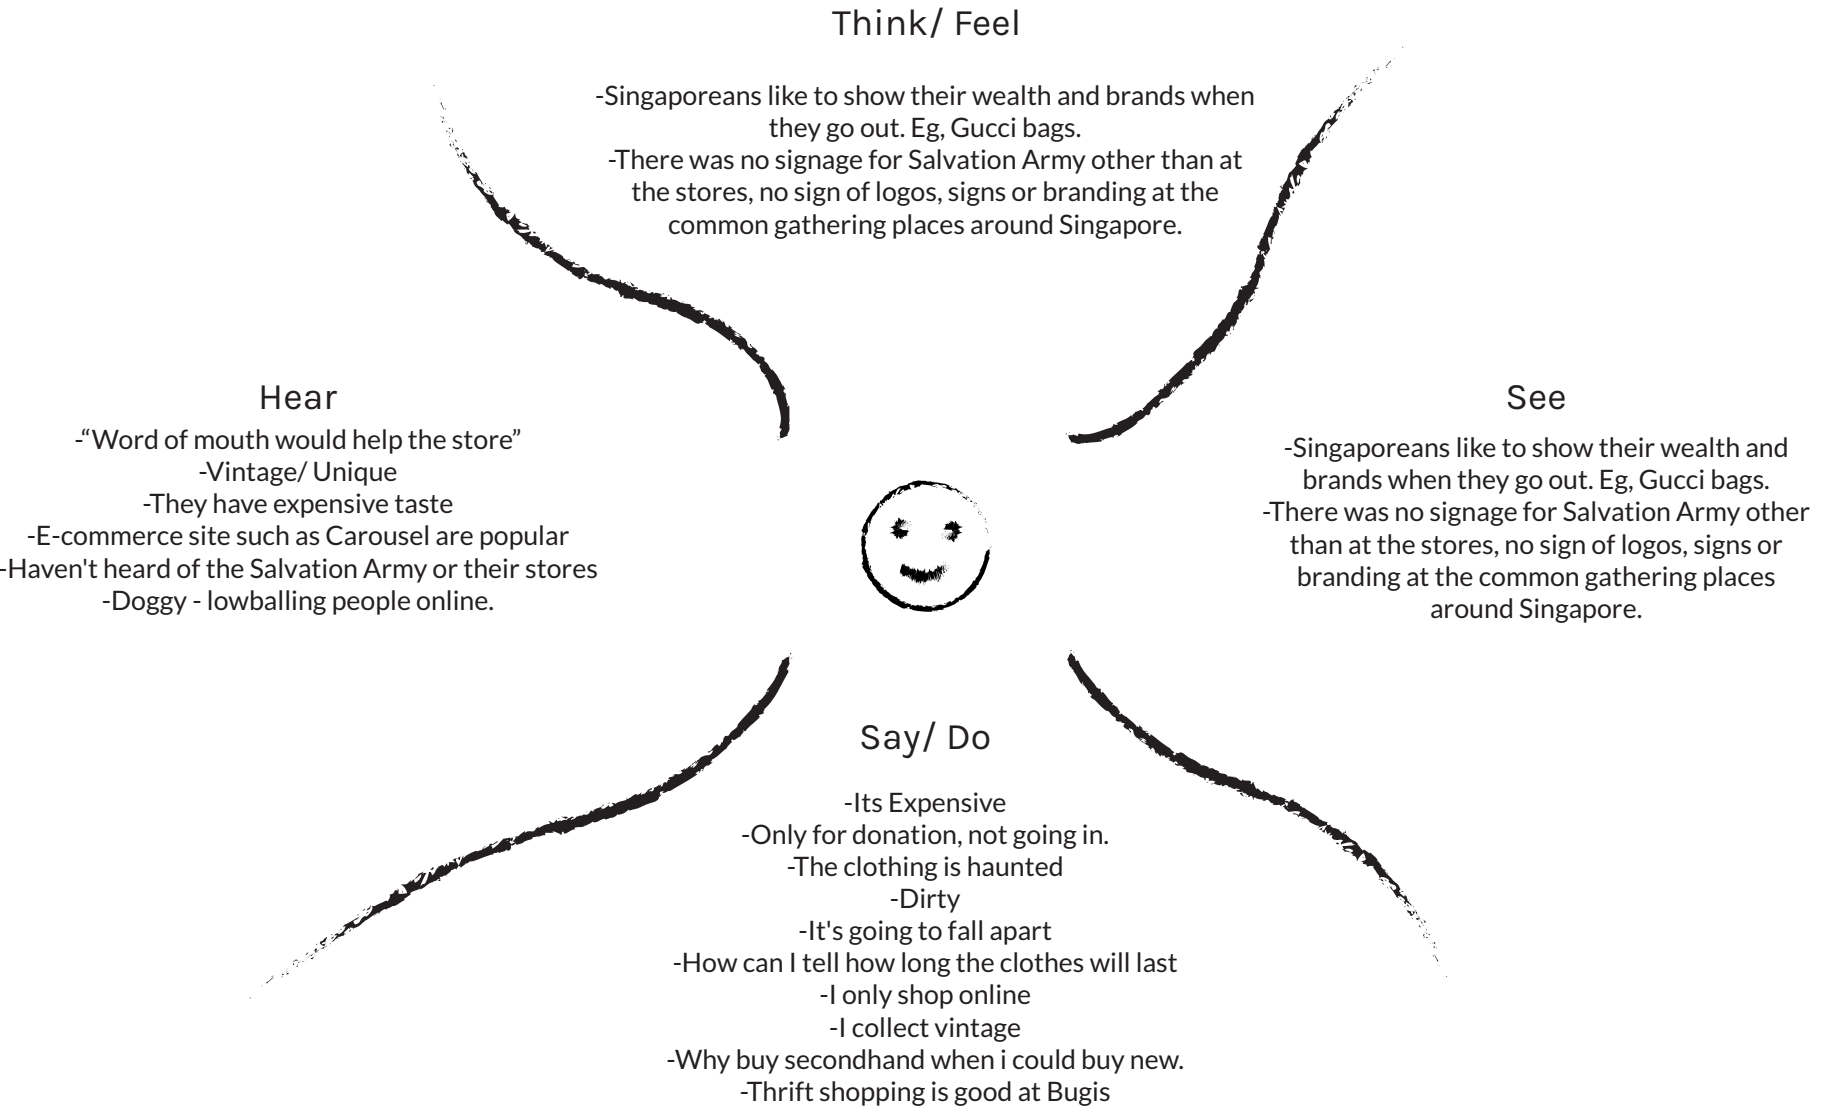 Think/ Feel
-Singaporeans like to show their wealth and brands when
they go out. Eg, Gucci bags.
-There was no signage for Salvation Army other than at
the stores, no sign of logos, signs or branding at the
common gathering places around Singapore.
Hear
-“Word of mouth would help the store”
-Vintage/ Unique
-They have expensive taste
-E-commerce site such as Carousel are popular
-Haven't heard of the Salvation Army or their stores
-Doggy - lowballing people online.
See
-Singaporeans like to show their wealth and
brands when they go out. Eg, Gucci bags.
-There was no signage for Salvation Army other
than at the stores, no sign of logos, signs or
branding at the common gathering places
around Singapore.
Say/ Do
-Its Expensive
-Only for donation, not going in.
-The clothing is haunted
-Dirty
-It's going to fall apart
-How can I tell how long the clothes will last
-I only shop online
-I collect vintage
-Why buy secondhand when i could buy new.
-Thrift shopping is good at Bugis